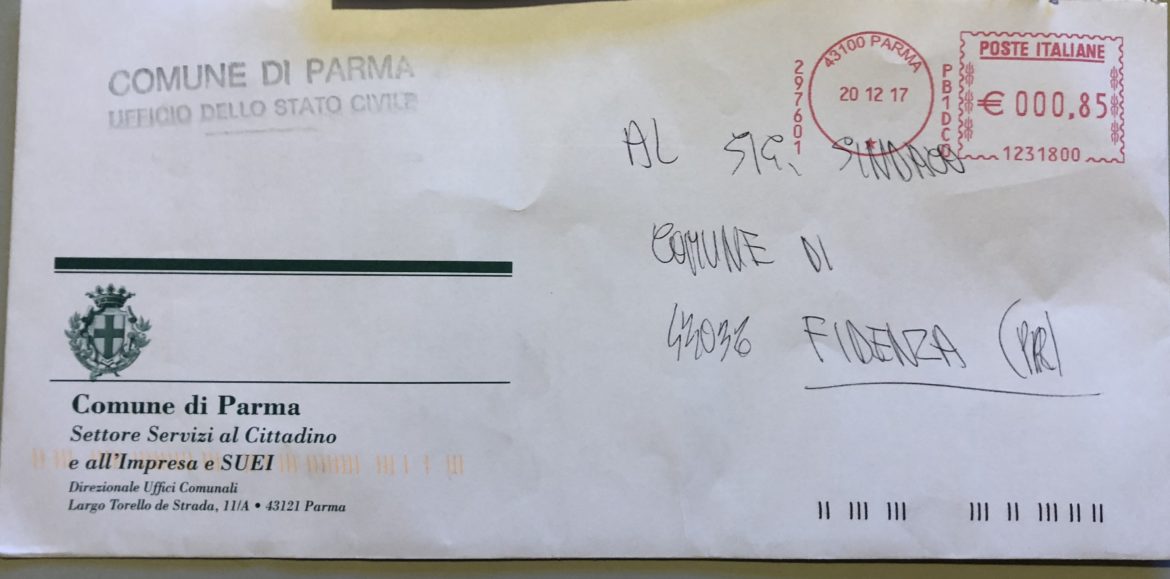 COMUNE DI PARMA
UFFICIO DELLO STATO CIVILE
297601
43100 PARMA
20 12 17
PB1DC0
POSTE ITALIANE
€ 000,85
1231800
AL SIG. SINDACO
COMUNE DI
43036 FIDENZA (PR)
Comune di Parma
Settore Servizi al Cittadino
e all'Impresa e SUEI
Direzionale Uffici Comunali
Largo Torello de Strada, 11/A • 43121 Parma